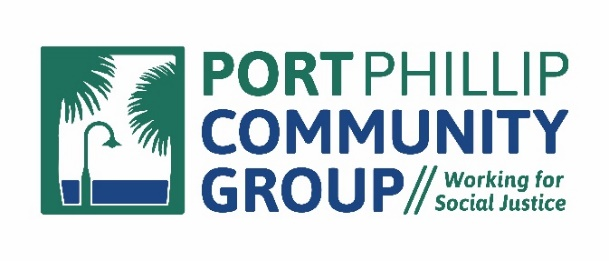 PORT PHILLIP
COMMUNITY
GROUP//
Working for
Social Justice